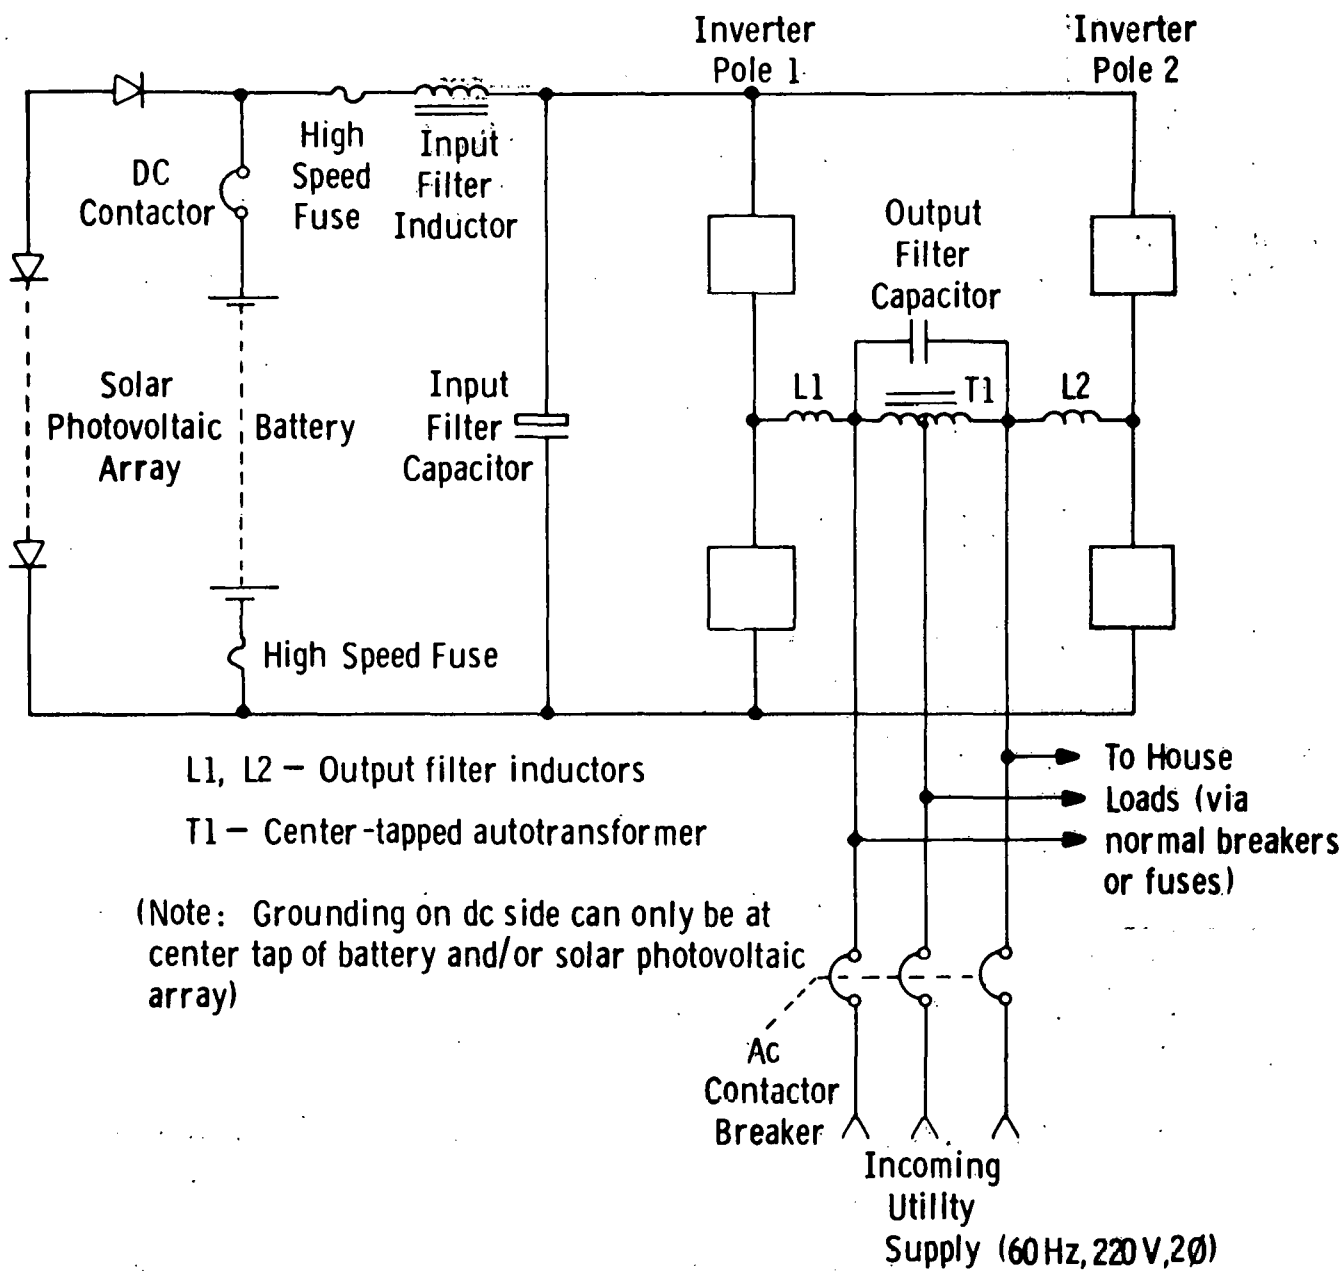 Inverter
Pole 1
Inverter
Pole 2
High
Speed
Fuse
Input
Filter
Inductor
DC
Contactor
Output
Filter
Capacitor
Solar
Photovoltaic
Array
Battery
Input
Filter
Capacitor
L1
T1
L2
High Speed Fuse
L1, L2 — Output filter inductors
T1 — Center-tapped autotransformer
(Note: Grounding on dc side can only be at
center tap of battery and/or solar photovoltaic
array)
To House
Loads (via
normal breakers
or fuses)
Ac
Contactor
Breaker
Incoming
Utility
Supply (60 Hz, 220 V, 2Ø)